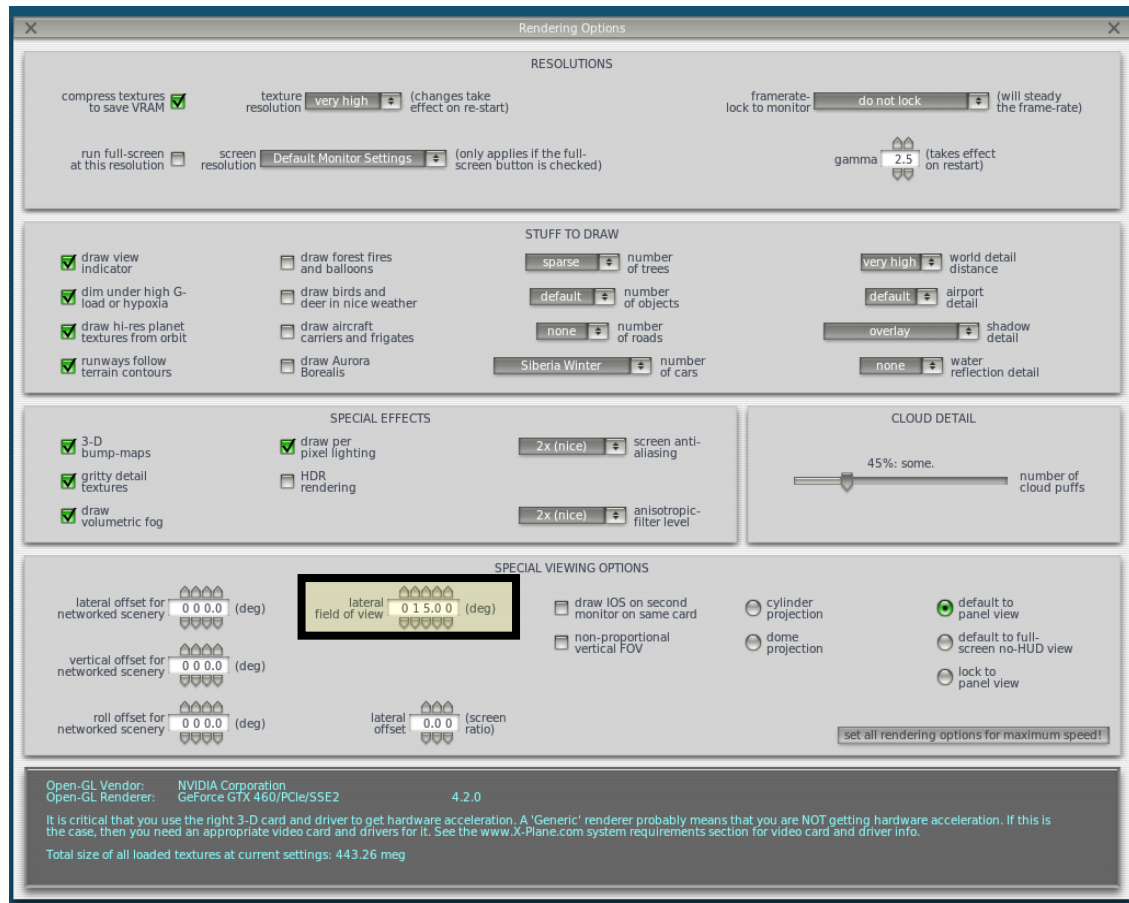 Rendering Options
RESOLUTIONS
compress textures
to save VRAM
texture
resolution
very high
(changes take
effect on re-start)
framerate-
lock to monitor
do not lock
(will steady
the frame-rate)
run full-screen
at this resolution
screen
resolution
Default Monitor Settings
(only applies if the full-
screen button is checked)
gamma
2.5
(takes effect
on restart)
STUFF TO DRAW
draw view
indicator
draw forest fires
and balloons
sparse
number
of trees
very high
world detail
distance
dim under high G-
load or hypoxia
draw birds and
deer in nice weather
default
number
of objects
default
airport
detail
draw hi-res planet
textures from orbit
draw aircraft
carriers and frigates
none
number
of roads
overlay
shadow
detail
runways follow
terrain contours
draw Aurora
Borealis
Siberia Winter
number
of cars
none
water
reflection detail
SPECIAL EFFECTS
3-D
bump-maps
draw per
pixel lighting
2x (nice)
screen anti-
aliasing
gritty detail
textures
HDR
rendering
draw
volumetric fog
2x (nice)
anisotropic-
filter level
CLOUD DETAIL
45%: some.
number of
cloud puffs
SPECIAL VIEWING OPTIONS
lateral offset for
networked scenery
0 0 0.0
(deg)
lateral
field of view
0 1 5.0 0
(deg)
draw IOS on second
monitor on same card
cylinder
projection
default to
panel view
non-proportional
vertical FOV
dome
projection
default to full-
screen no-HUD view
vertical offset for
networked scenery
0 0 0.0
(deg)
lock to
panel view
roll offset for
networked scenery
0 0 0.0
(deg)
lateral
offset
0.0 0
(screen
ratio)
set all rendering options for maximum speed!
Open-GL Vendor: NVIDIA Corporation
Open-GL Renderer: GeForce GTX 460/PCIe/SSE2 4.2.0
It is critical that you use the right 3-D card and driver to get hardware acceleration. A 'Generic' renderer probably means that you are NOT getting hardware acceleration. If this is
the case, then you need an appropriate video card and drivers for it. See the www.X-Plane.com system requirements section for video card and driver info.
Total size of all loaded textures at current settings: 443.26 meg